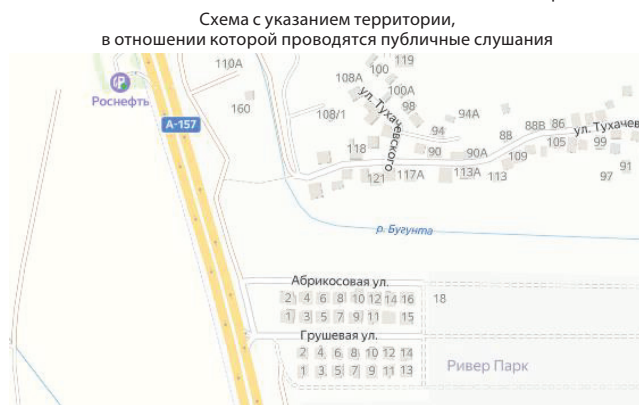 Схема с указанием территории,
в отношении которой проводятся публичные слушания
110А
119
100
108А
100А
Роснефть
160
98
108/1
94А
А-157
ул. Тухачевского
94
88
88В
86
ул. Тухачев
118
90
90А
105
99
109
91
121
117А
113А
113
97
р. Бугунта
Абрикосовая ул.
2 4 6 8 10 12 14 16
18
1 3 5 7 9 11 15
Грушевая ул.
2 4 6 8 10 12 14
1 3 5 7 9 11 13
Ривер Парк